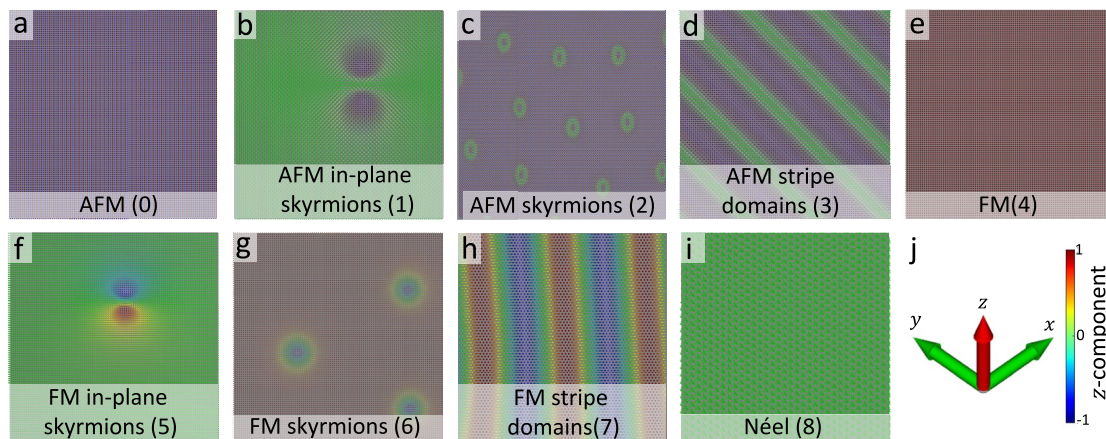 a
AFM (0)
b
AFM in-plane
skyrmions (1)
c
AFM skyrmions (2)
d
AFM stripe
domains (3)
e
FM(4)
f
FM in-plane
skyrmions (5)
g
FM skyrmions (6)
h
FM stripe
domains(7)
i
Néel (8)
j
z
y
x
1
0
-1
z-component